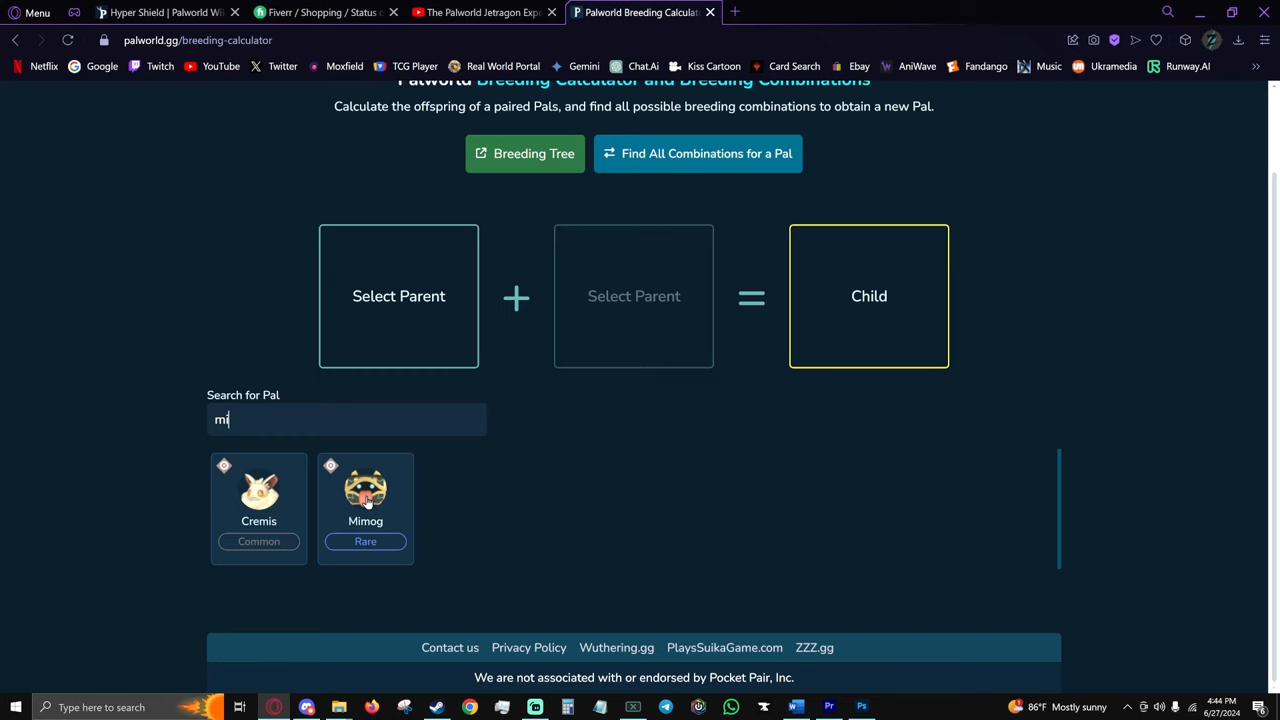 Menu
Hyper Shield | Palworld Wi
Fiverr / Shopping / Status o
The Palworld Jetragon Expe
Palworld Breeding Calculat
palworld.gg/breeding-calculator
Netflix Google Twitch YouTube Twitter Moxfield TCG Player Real World Portal Gemini Chat.Ai Kiss Cartoon Card Search Ebay AniWave Fandango Music Ukramedia Runway.AI
Palworld Breeding Calculator and Breeding Combinations
Calculate the offspring of a paired Pals, and find all possible breeding combinations to obtain a new Pal.
Breeding Tree Find All Combinations for a Pal
Select Parent + Select Parent = Child
Search for Pal
mi
Cremis Mimog
Common Rare
Contact us Privacy Policy Wuthering.gg PlaysSuikaGame.com ZZZ.gg
We are not associated with or endorsed by Pocket Pair, Inc.
Type here to search
86°F Mostly sunny
4:44 PM
6/27/2024